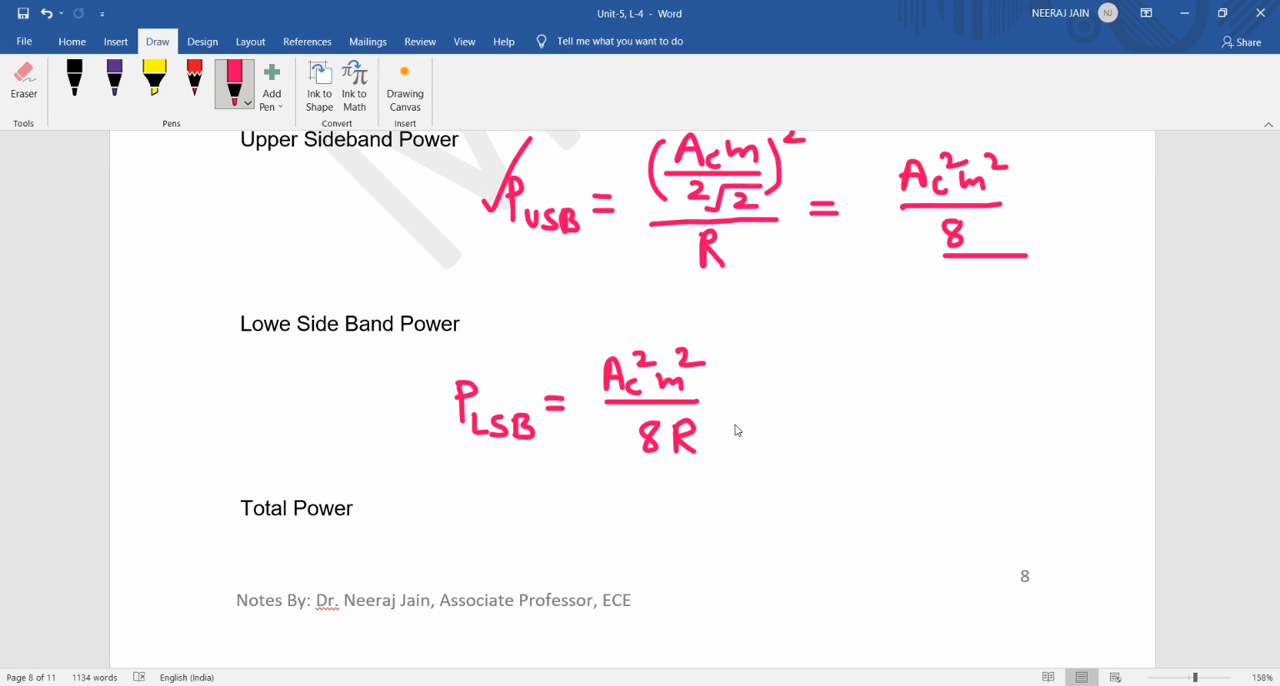 Unit-5, L-4 - Word
NEERAJ JAIN NJ
File Home Insert Draw Design Layout References Mailings Review View Help Tell me what you want to do Share
Eraser Add Pen Ink to Shape Ink to Math Drawing Canvas
Tools Pens Convert Insert
Upper Sideband Power
P_USB = (A_c m / 2√2)² / R = A_c² m² / 8
Lowe Side Band Power
P_LSB = A_c² m² / 8R
Total Power
8
Notes By: Dr. Neeraj Jain, Associate Professor, ECE
Page 8 of 11 1134 words English (India) 158%